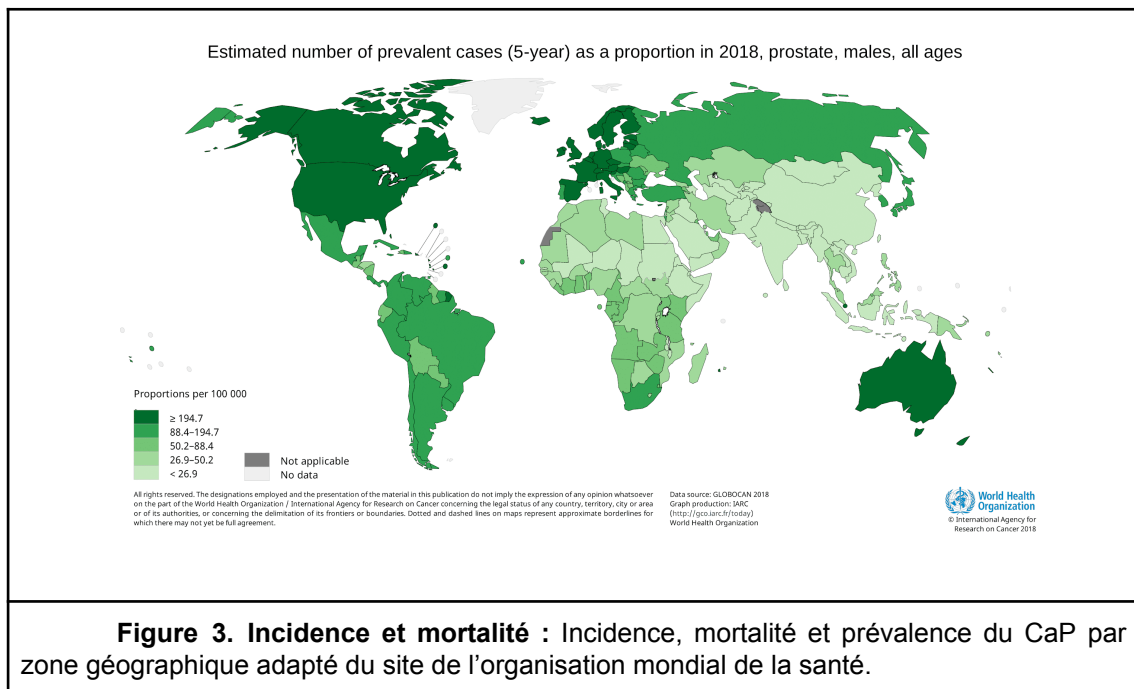 Estimated number of prevalent cases (5-year) as a proportion in 2018, prostate, males, all ages
Proportions per 100 000
≥ 194.7
88.4–194.7
50.2–88.4
26.9–50.2
< 26.9
Not applicable
No data
All rights reserved. The designations employed and the presentation of the material in this publication do not imply the expression of any opinion whatsoever
on the part of the World Health Organization / International Agency for Research on Cancer concerning the legal status of any country, territory, city or area
or of its authorities, or concerning the delimitation of its frontiers or boundaries. Dotted and dashed lines on maps represent approximate borderlines for
which there may not yet be full agreement.
Data source: GLOBOCAN 2018
Graph production: IARC
(http://gco.iarc.fr/today)
World Health Organization
World Health
Organization
© International Agency for
Research on Cancer 2018
Figure 3. Incidence et mortalité : Incidence, mortalité et prévalence du CaP par
zone géographique adapté du site de l’organisation mondial de la santé.